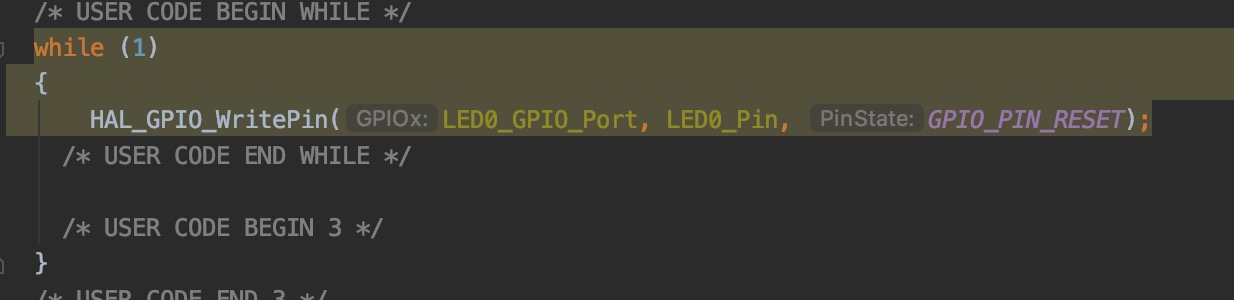 /* USER CODE BEGIN WHILE */
while (1)
{
HAL_GPIO_WritePin( GPIOx: LED0_GPIO_Port, LED0_Pin, PinState: GPIO_PIN_RESET);
/* USER CODE END WHILE */
/* USER CODE BEGIN 3 */
}
/* USER CODE END 3 */